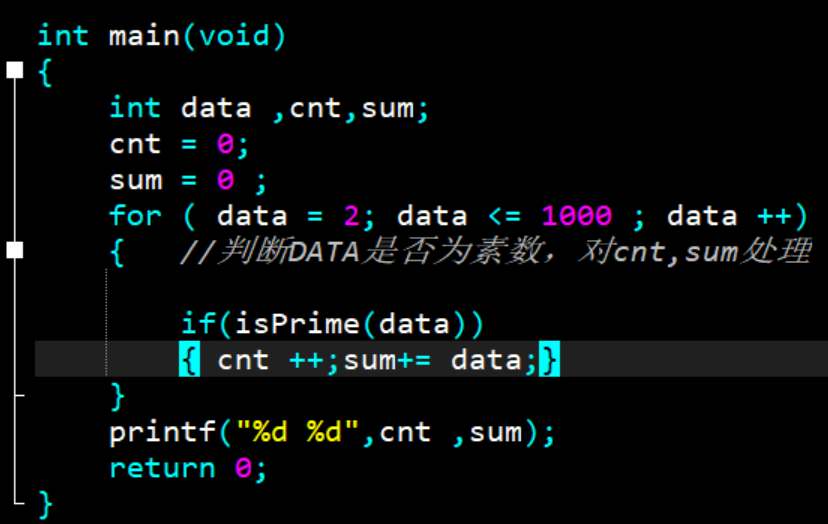 int main(void)
{
int data ,cnt,sum;
cnt = 0;
sum = 0 ;
for ( data = 2; data <= 1000 ; data ++)
{ //判断DATA是否为素数，对cnt,sum处理
if(isPrime(data))
{ cnt ++;sum+= data;}
}
printf("%d %d",cnt ,sum);
return 0;
}